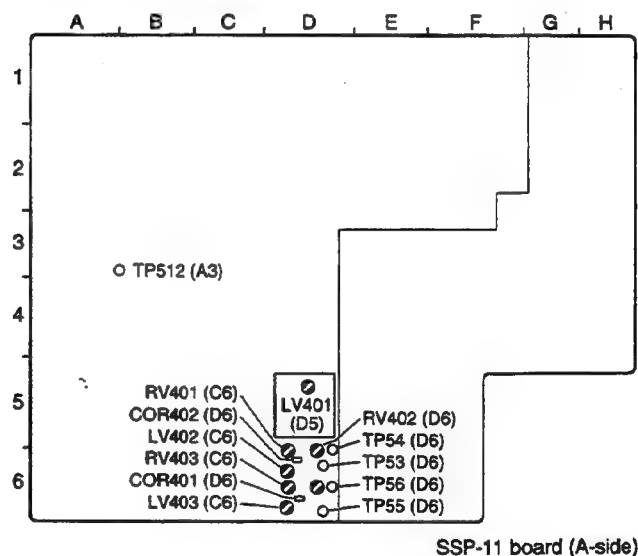 A B C D E F G H
1
2
3
TP512 (A3)
4
5
LV401
(D5)
RV401 (C6)
COR402 (D6)
LV402 (C6)
RV403 (C6)
COR401 (D6)
LV403 (C6)
6
RV402 (D6)
TP54 (D6)
TP53 (D6)
TP56 (D6)
TP55 (D6)
SSP-11 board (A-side)